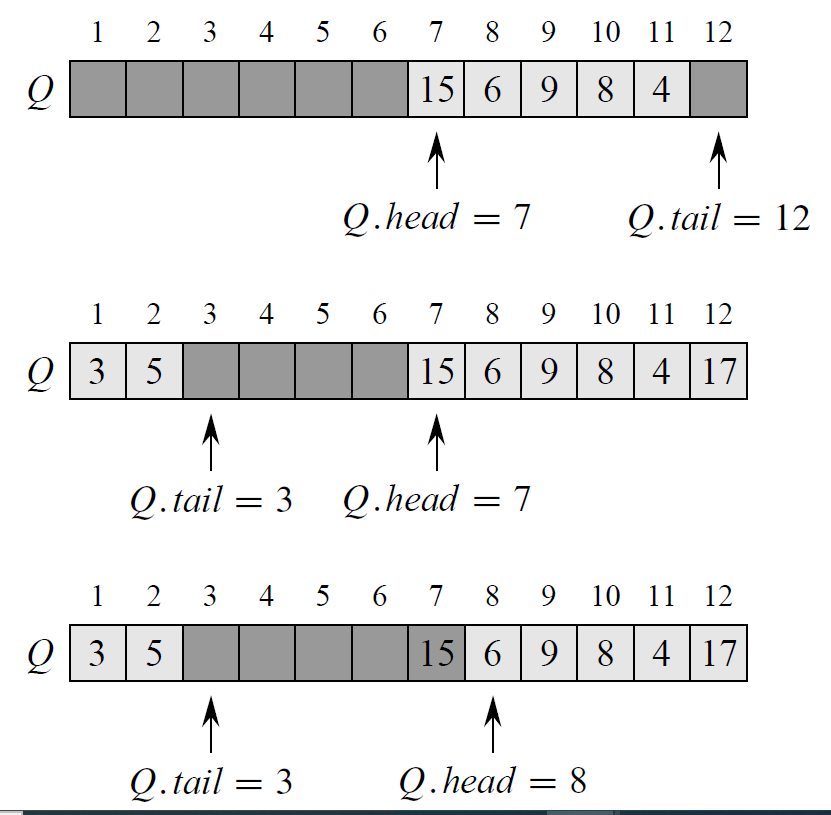 1 2 3 4 5 6 7 8 9 10 11 12
Q 15 6 9 8 4
Q.head = 7 Q.tail = 12
1 2 3 4 5 6 7 8 9 10 11 12
Q 3 5 15 6 9 8 4 17
Q.tail = 3 Q.head = 7
1 2 3 4 5 6 7 8 9 10 11 12
Q 3 5 15 6 9 8 4 17
Q.tail = 3 Q.head = 8